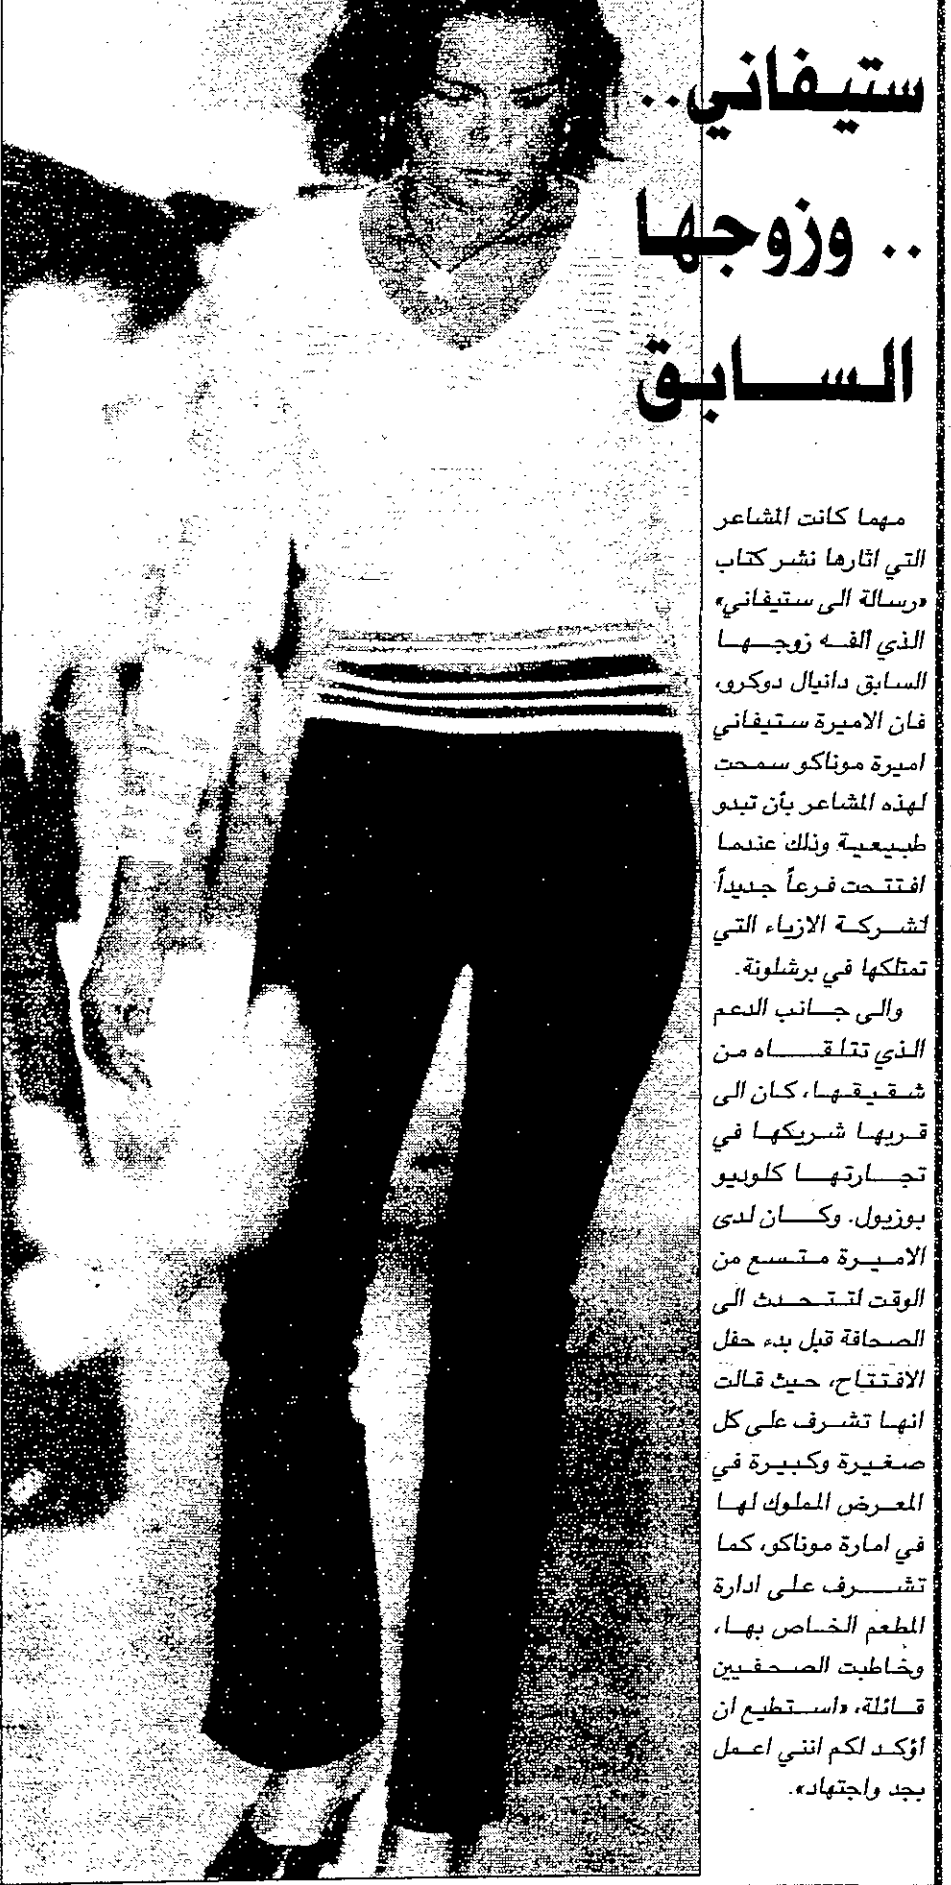 ستيفاني..
.. وزوجها
السابق
مهما كانت المشاعر
التي اثارها نشر كتاب
«رسالة الى ستيفاني»
الذي ألفه زوجها
السابق دانيال دوكرو،
فان الاميرة ستيفاني
اميرة موناكو سمحت
لهذه المشاعر بأن تبدو
طبيعية وذلك عندما
افتتحت فرعاً جديداً
لشركة الازياء التي
تمتلكها في برشلونة.
والى جانب الدعم
الذي تتلقاه من
شقيقها، كان الى
قربها شريكها في
تجارتها كلوديو
بوزيول. وكان لدى
الاميرة متسع من
الوقت لتتحدث الى
الصحافة قبل بدء حفل
الافتتاح، حيث قالت
انها تشرف على كل
صغيرة وكبيرة في
المعرض المملوك لها
في امارة موناكو، كما
تشرف على ادارة
المطعم الخاص بها،
وخاطبت الصحفيين
قائلة، «استطيع ان
أؤكد لكم انني اعمل
بجد واجتهاد».